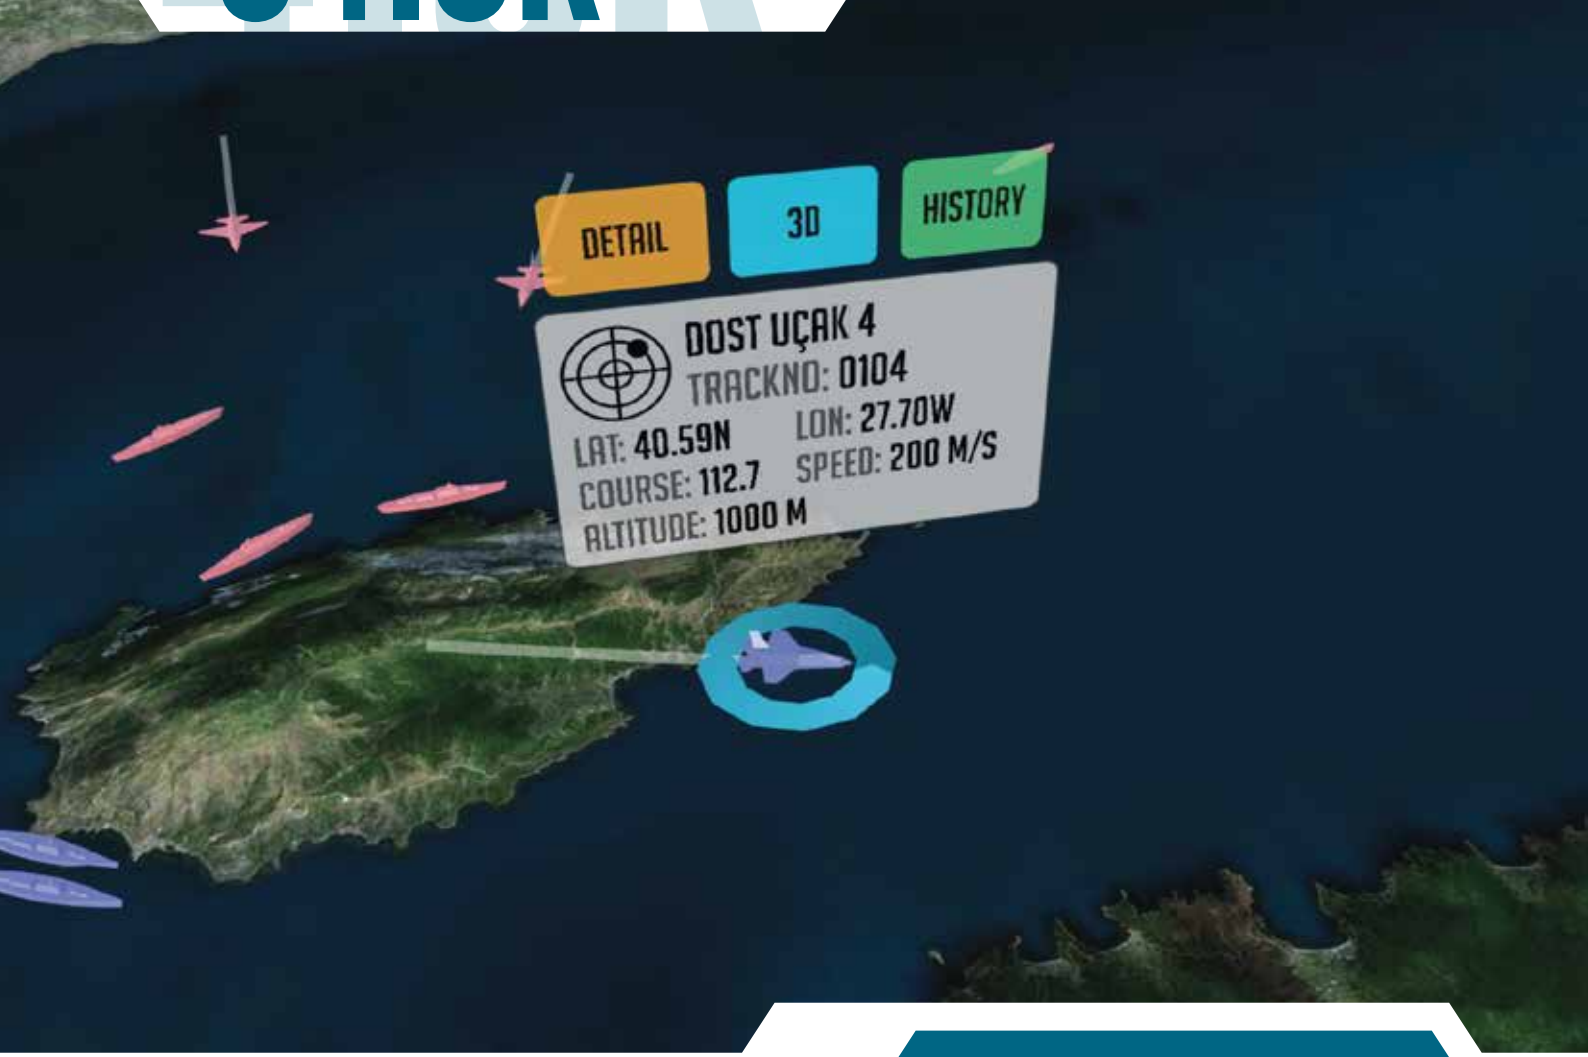 DETAIL
3D
HISTORY
DOST UÇAK 4
TRACKNO: 0104
LAT: 40.59N LON: 27.70W
COURSE: 112.7 SPEED: 200 M/S
ALTITUDE: 1000 M